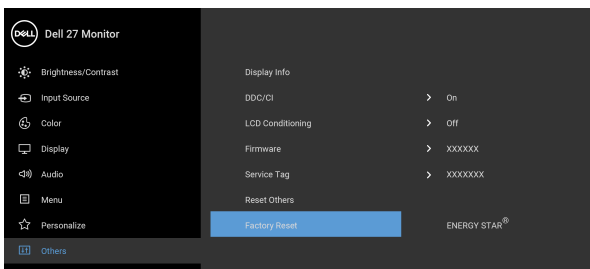 DELL Dell 27 Monitor
Brightness/Contrast
Display Info
Input Source
DDC/CI > On
Color
LCD Conditioning > Off
Display
Firmware > XXXXXX
Audio
Service Tag > XXXXXXX
Menu
Reset Others
Personalize
Factory Reset ENERGY STAR®
Others